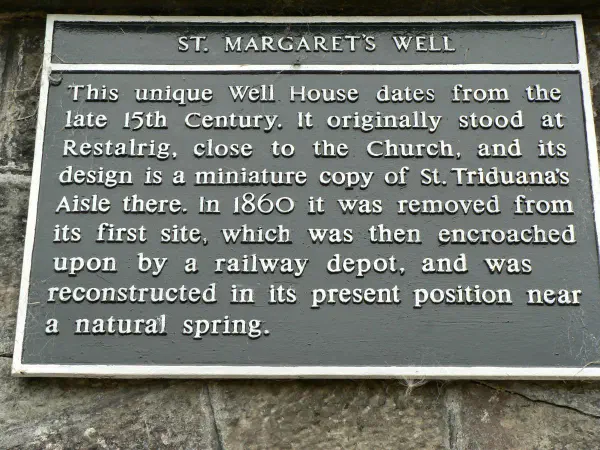 ST. MARGARET'S WELL
This unique Well House dates from the
late 15th Century. It originally stood at
Restalrig, close to the Church, and its
design is a miniature copy of St. Triduana's
Aisle there. In 1860 it was removed from
its first site, which was then encroached
upon by a railway depot, and was
reconstructed in its present position near
a natural spring.